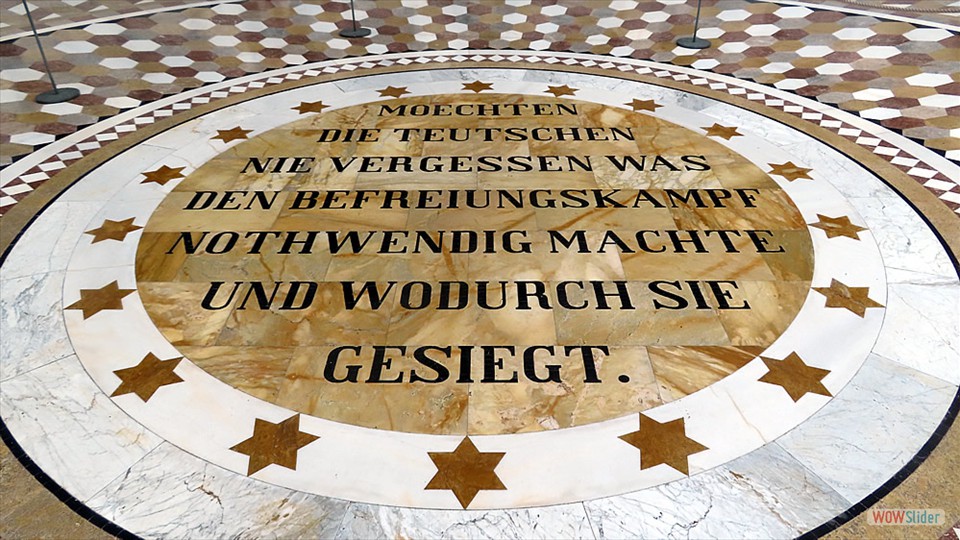 MOECHTEN
DIE TEUTSCHEN
NIE VERGESSEN WAS
DEN BEFREIUNGSKAMPF
NOTHWENDIG MACHTE
UND WODURCH SIE
GESIEGT.
WOWSlider